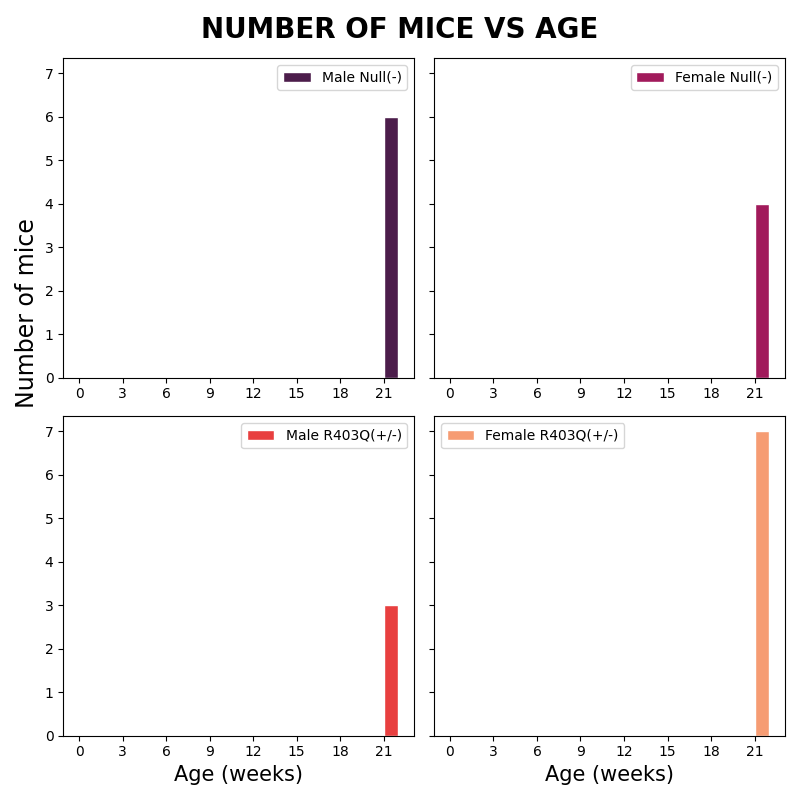 NUMBER OF MICE VS AGE
Number of mice
7
6
5
4
3
2
1
0
Male Null(-)
0 3 6 9 12 15 18 21
Female Null(-)
0 3 6 9 12 15 18 21
7
6
5
4
3
2
1
0
Male R403Q(+/-)
0 3 6 9 12 15 18 21
Age (weeks)
Female R403Q(+/-)
0 3 6 9 12 15 18 21
Age (weeks)